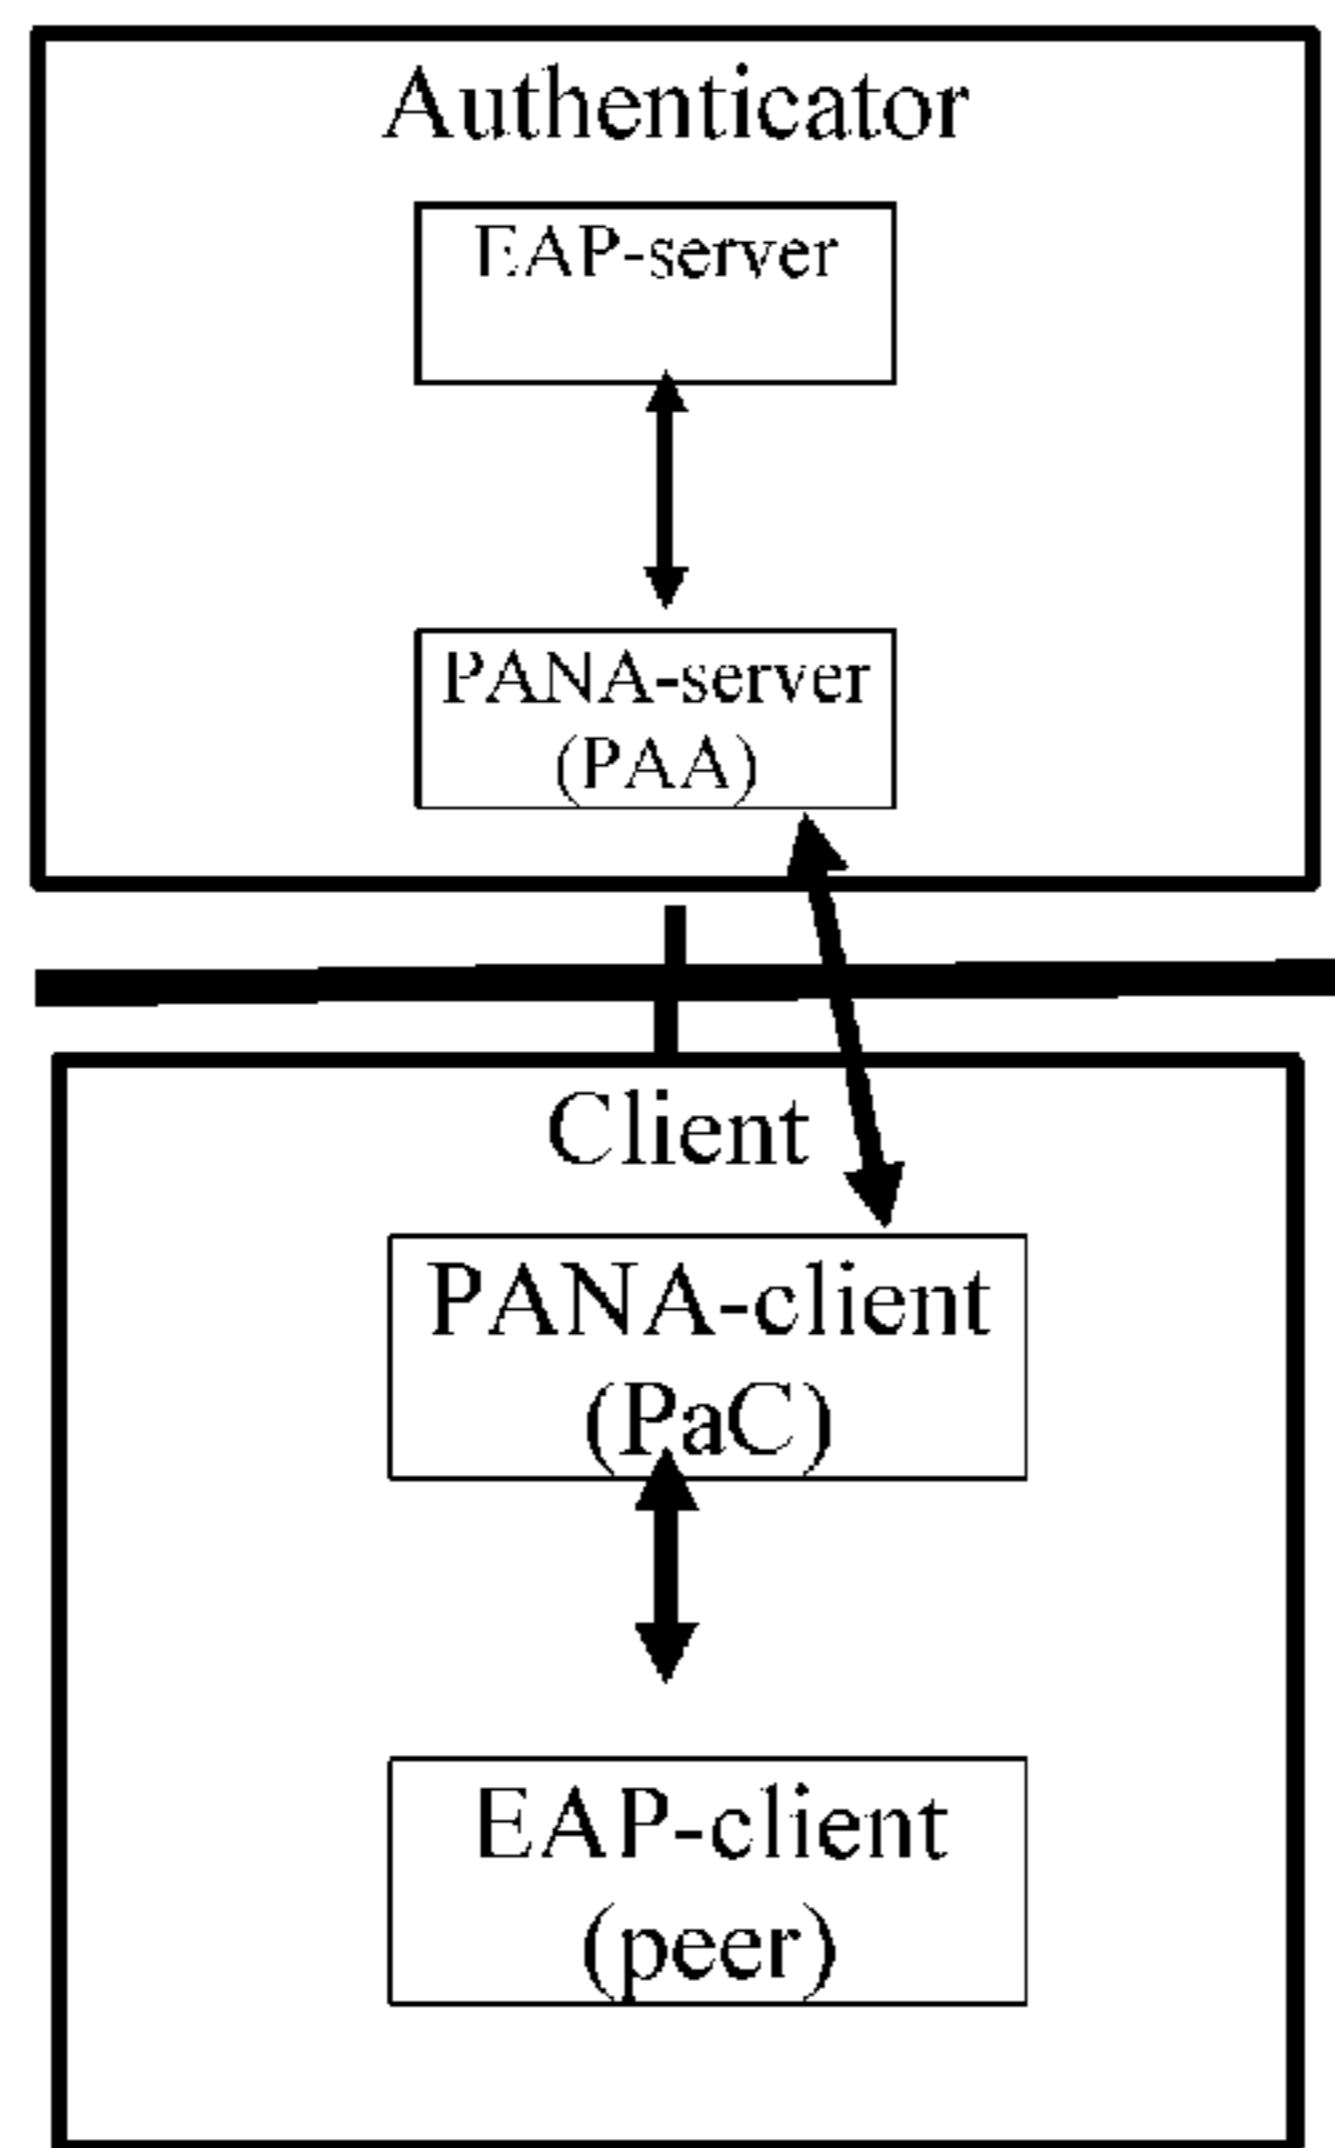 Authenticator
EAP-server
PANA-server
(PAA)
Client
PANA-client
(PaC)
EAP-client
(peer)